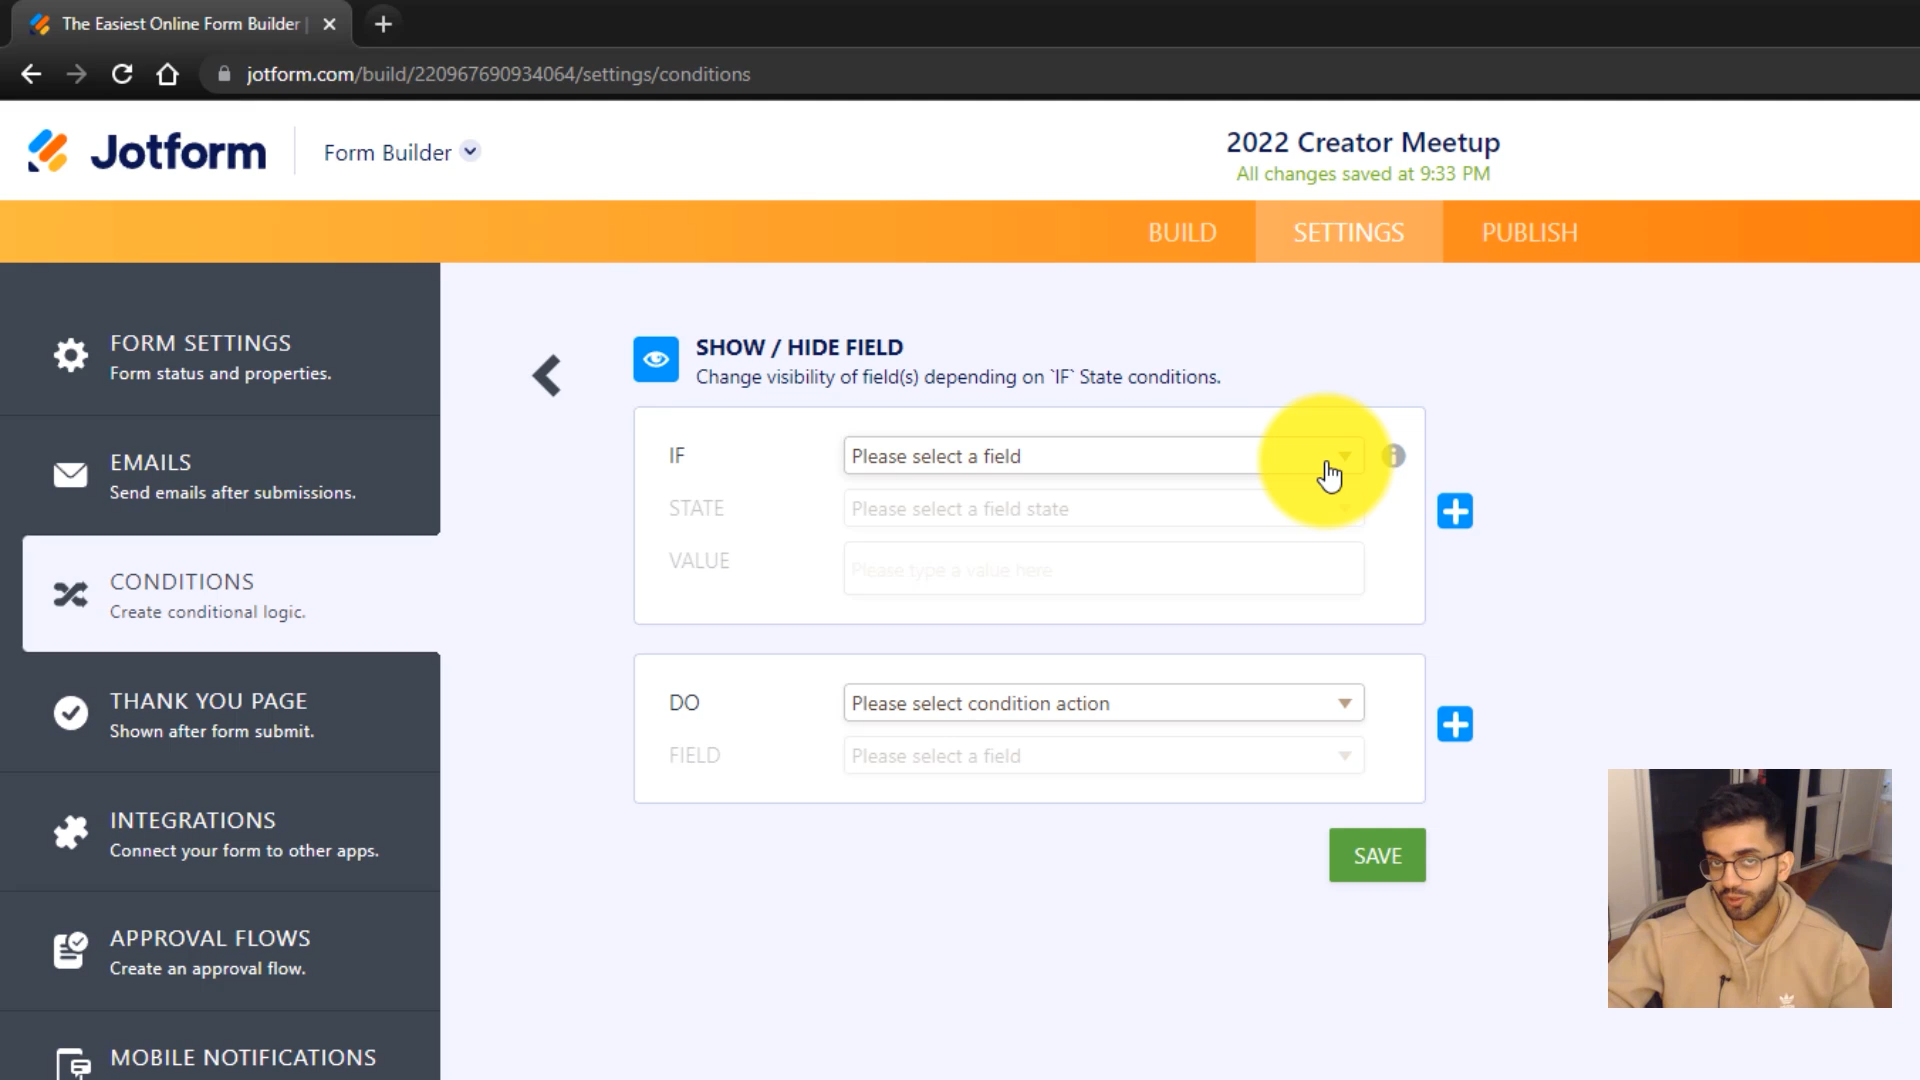 The Easiest Online Form Builder |
jotform.com/build/220967690934064/settings/conditions
Jotform
Form Builder
2022 Creator Meetup
All changes saved at 9:33 PM
BUILD
SETTINGS
PUBLISH
FORM SETTINGS
Form status and properties.
EMAILS
Send emails after submissions.
CONDITIONS
Create conditional logic.
THANK YOU PAGE
Shown after form submit.
INTEGRATIONS
Connect your form to other apps.
APPROVAL FLOWS
Create an approval flow.
MOBILE NOTIFICATIONS
SHOW / HIDE FIELD
Change visibility of field(s) depending on `IF` State conditions.
IF
Please select a field
STATE
Please select a field state
VALUE
Please type a value here
DO
Please select condition action
FIELD
Please select a field
SAVE